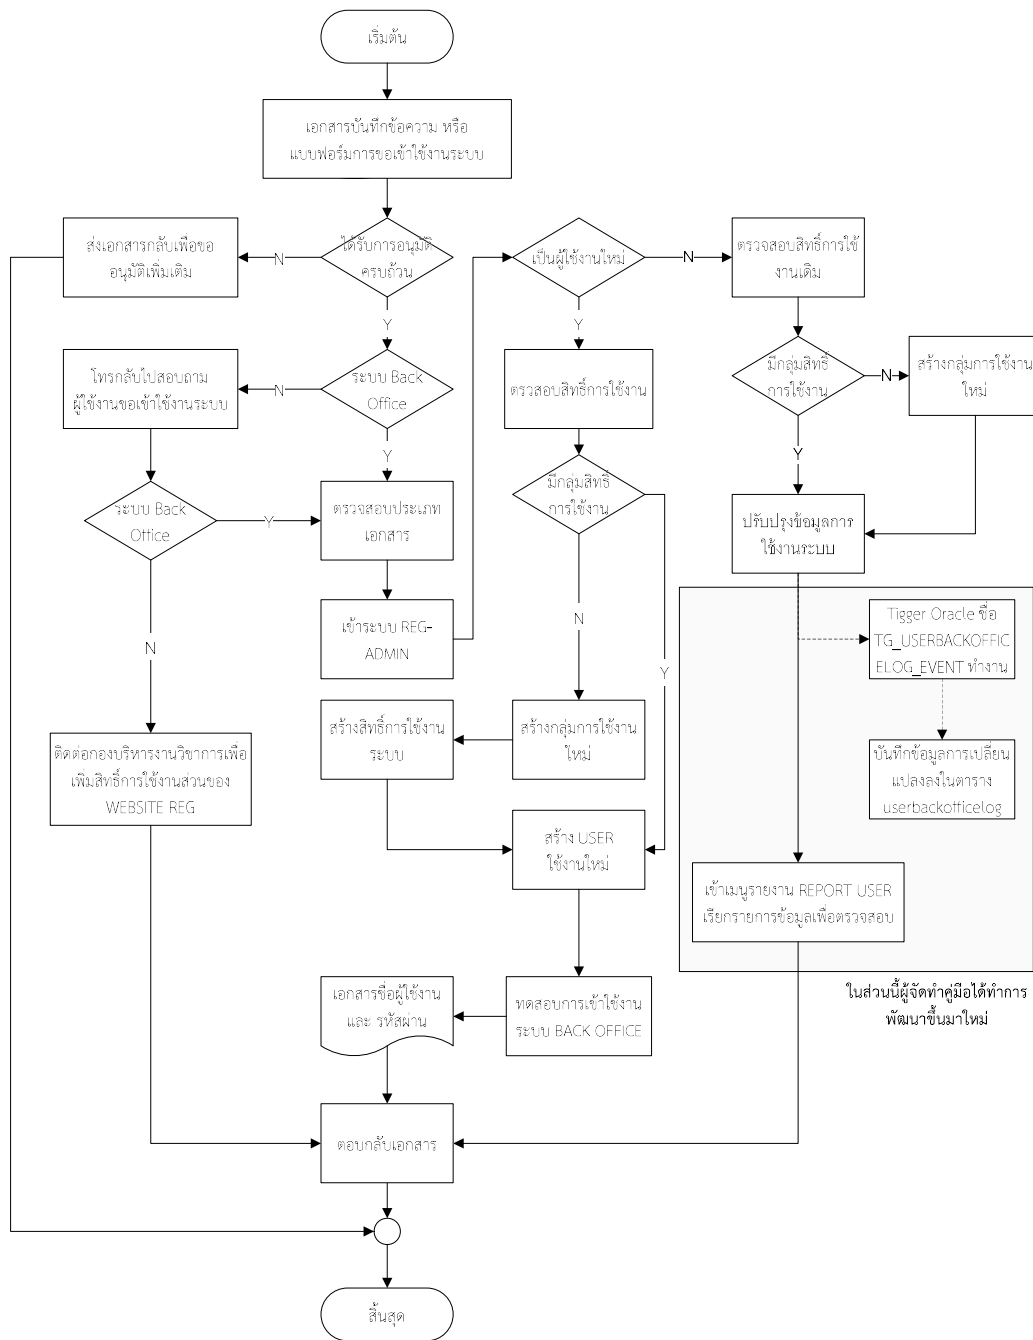 เริ่มต้น
เอกสารบันทึกข้อความ หรือ
แบบฟอร์มการขอเข้าใช้งานระบบ
ส่งเอกสารกลับเพื่อขอ
อนุมัติเพิ่มเติม
N
ได้รับการอนุมัติ
ครบถ้วน
เป็นผู้ใช้งานใหม่
N
ตรวจสอบสิทธิ์การใช้
งานเดิม
Y
Y
โทรกลับไปสอบถาม
ผู้ใช้งานขอเข้าใช้งานระบบ
N
ระบบ Back
Office
ตรวสอบสิทธิ์การใช้งาน
มีกลุ่มสิทธิ์
การใช้งาน
N
สร้างกลุ่มการใช้งาน
ใหม่
Y
Y
ระบบ Back
Office
Y
ตรวจสอบประเภท
เอกสาร
มีกลุ่มสิทธิ์
การใช้งาน
ปรับปรุงข้อมูลการ
ใช้งานระบบ
N
เข้าระบบ REG-
ADMIN
N
Y
Tigger Oracle ชื่อ
TG_USERBACKOFFIC
ELOG_EVENT ทำงาน
ติดต่อกองบริหารงานวิชาการเพื่อ
เพิ่มสิทธิ์การใช้งานส่วนของ
WEBSITE REG
สร้างสิทธิ์การใช้งาน
ระบบ
สร้างกลุ่มการใช้งาน
ใหม่
บันทึกข้อมูลการเปลี่ยน
แปลงลงในตาราง
userbackofficelog
สร้าง USER
ใช้งานใหม่
เข้าเมนูรายงาน REPORT USER
เรียกรายการข้อมูลเพื่อตรวจสอบ
เอกสารชื่อผู้ใช้งาน
และ รหัสผ่าน
ทดสอบการเข้าใช้งาน
ระบบ BACK OFFICE
ในส่วนนี้ผู้จัดทำคู่มือได้ทำการ
พัฒนาขึ้นมาใหม่
ตอบกลับเอกสาร
สิ้นสุด